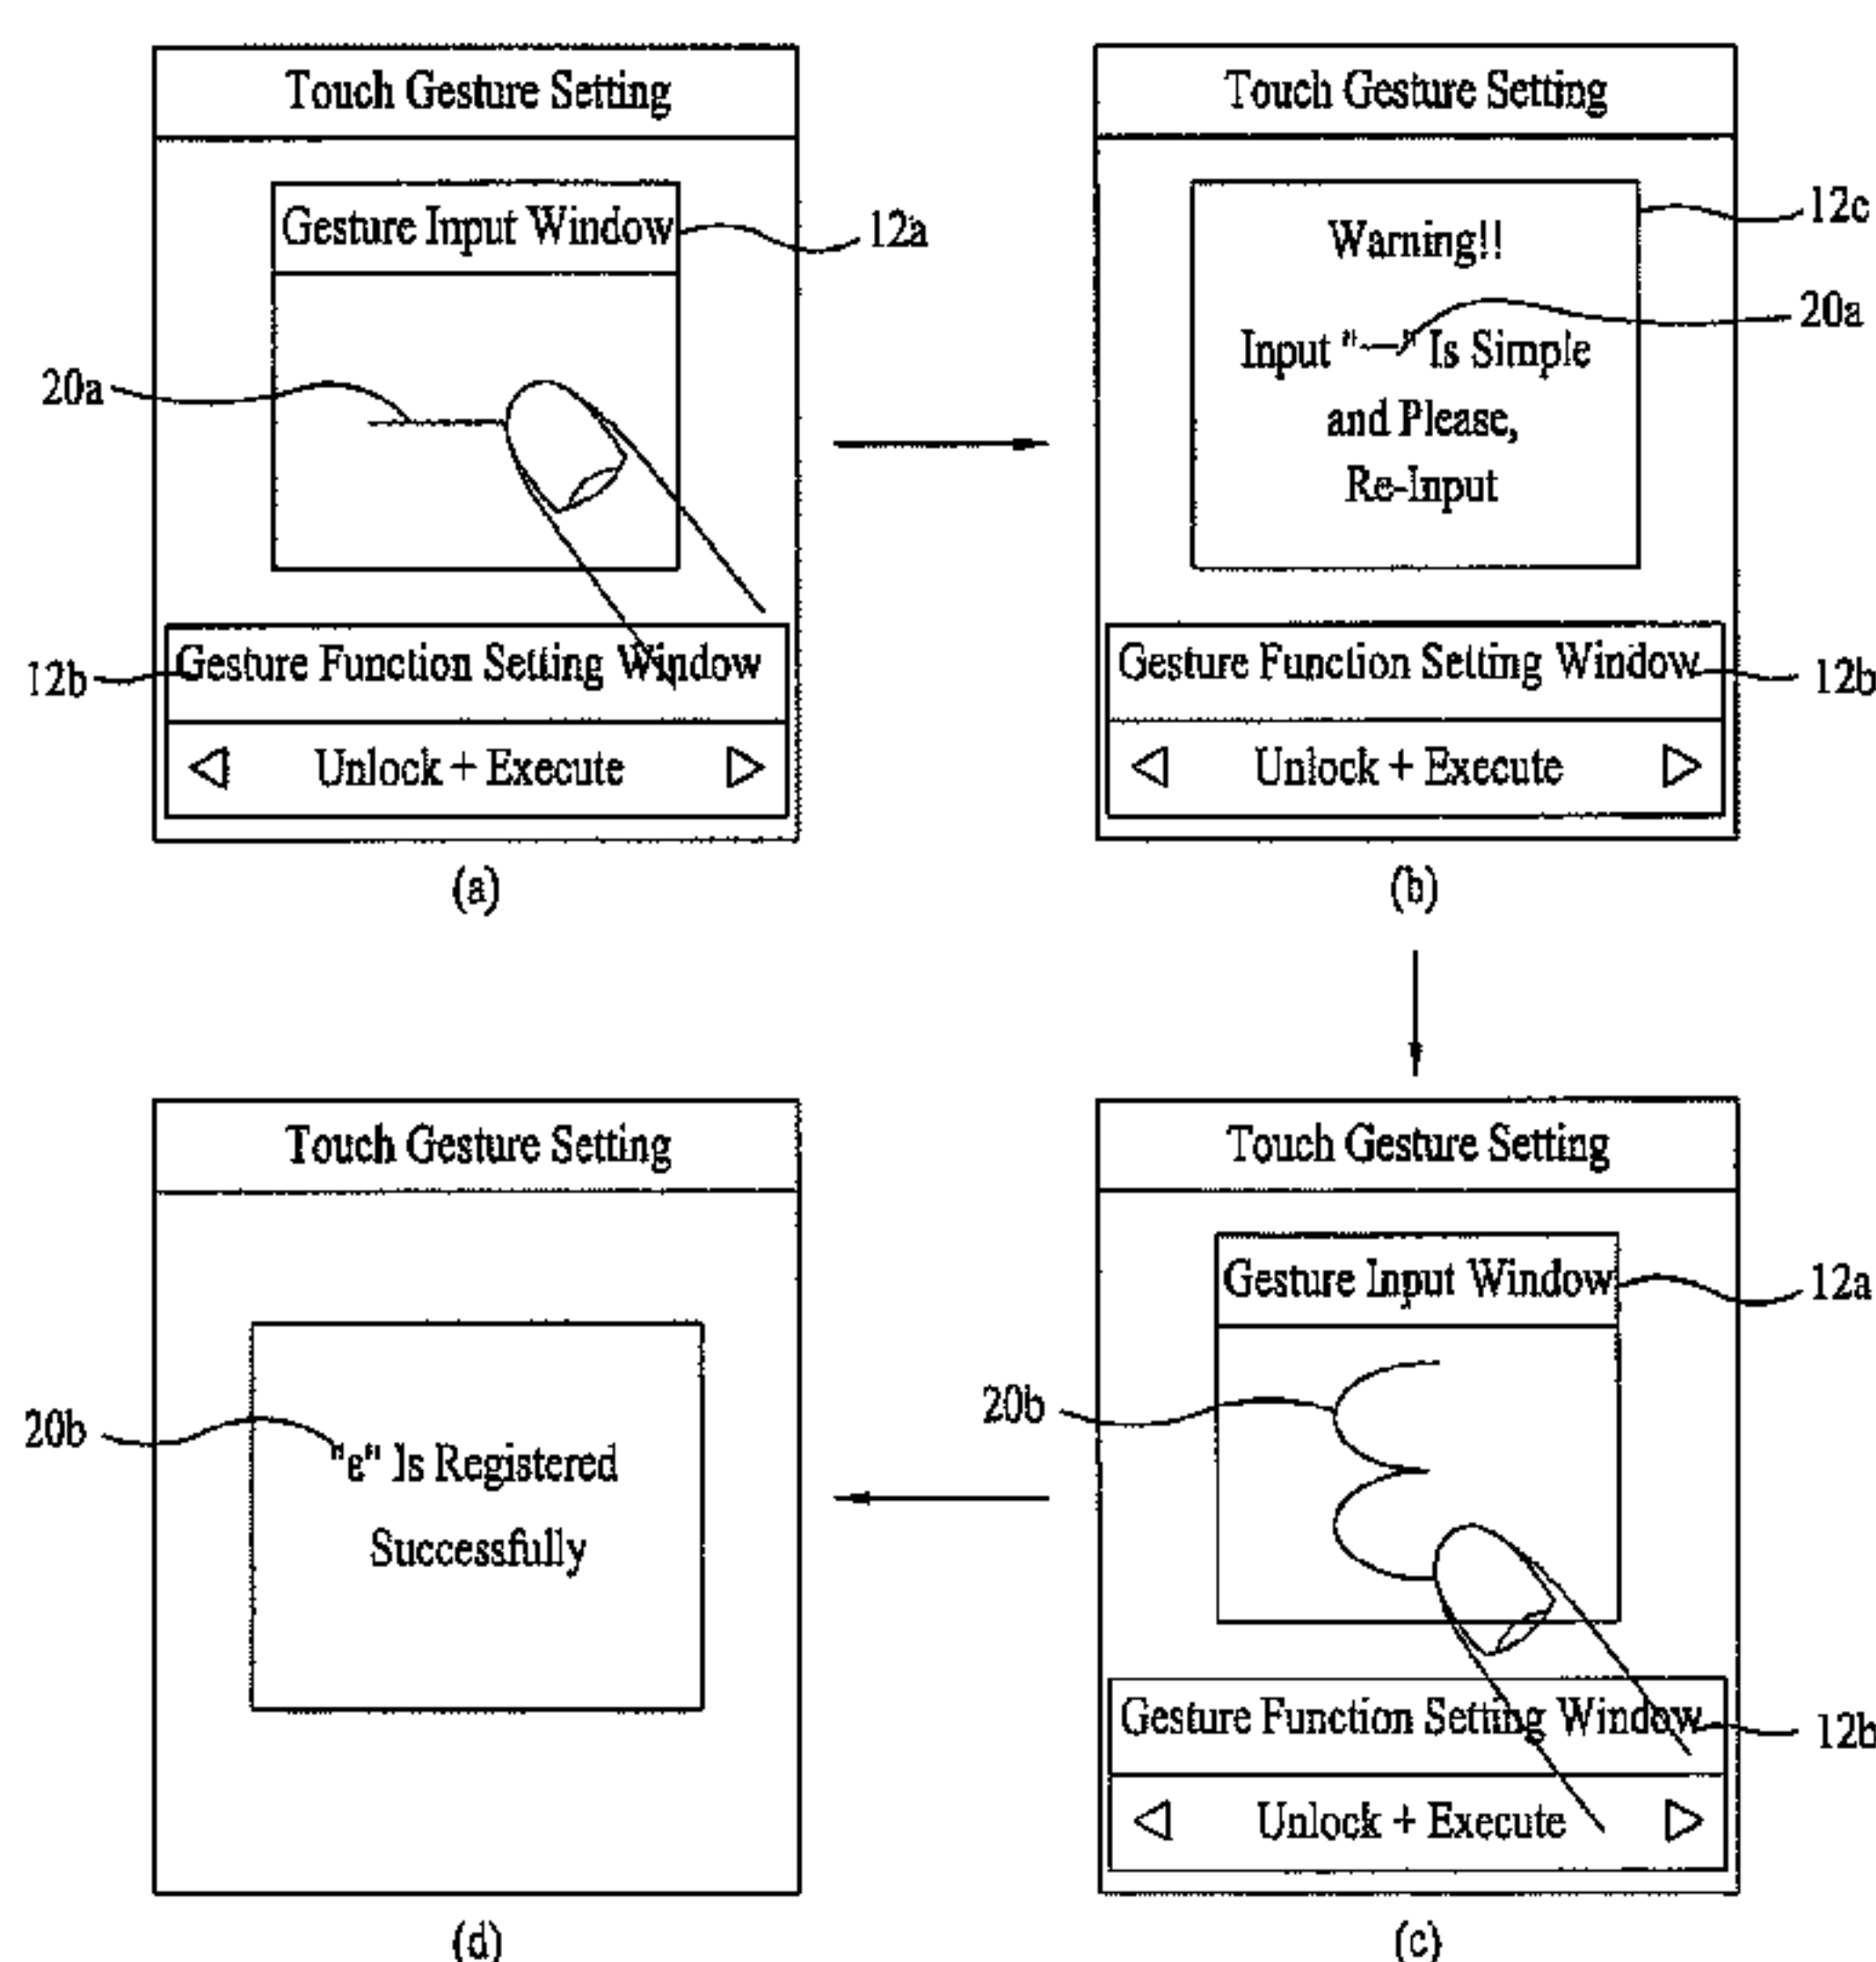 Touch Gesture Setting
Gesture Input Window
12a
20a
12b
Gesture Function Setting Window
Unlock + Execute
(a)
Touch Gesture Setting
12c
Warning!!
20a
Input "—" Is Simple
and Please,
Re-Input
Gesture Function Setting Window
12b
Unlock + Execute
(b)
Touch Gesture Setting
Gesture Input Window
12a
20b
Gesture Function Setting Window
12b
Unlock + Execute
(c)
Touch Gesture Setting
20b
"ε" Is Registered
Successfully
(d)